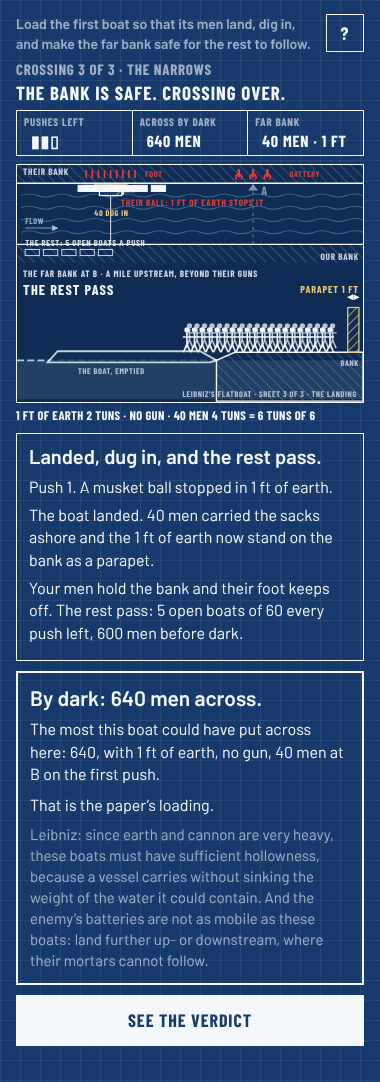 Load the first boat so that its men land, dig in,
and make the far bank safe for the rest to follow.
?
CROSSING 3 OF 3 · THE NARROWS
THE BANK IS SAFE. CROSSING OVER.
PUSHES LEFT
ACROSS BY DARK
640 MEN
FAR BANK
40 MEN · 1 FT
THEIR BANK
FOOT
BATTERY
A
THEIR BALL: 1 FT OF EARTH STOPS IT
40 DUG IN
FLOW
THE REST: 5 OPEN BOATS A PUSH
OUR BANK
THE FAR BANK AT B · A MILE UPSTREAM, BEYOND THEIR GUNS
THE REST PASS
PARAPET 1 FT
BANK
THE BOAT, EMPTIED
LEIBNIZ'S FLATBOAT · SHEET 3 OF 3 · THE LANDING
1 FT OF EARTH 2 TUNS · NO GUN · 40 MEN 4 TUNS = 6 TUNS OF 6
Landed, dug in, and the rest pass.
Push 1. A musket ball stopped in 1 ft of earth.
The boat landed. 40 men carried the sacks
ashore and the 1 ft of earth now stand on the
bank as a parapet.
Your men hold the bank and their foot keeps
off. The rest pass: 5 open boats of 60 every
push left, 600 men before dark.
By dark: 640 men across.
The most this boat could have put across
here: 640, with 1 ft of earth, no gun, 40 men at
B on the first push.
That is the paper's loading.
Leibniz: since earth and cannon are very heavy,
these boats must have sufficient hollowness,
because a vessel carries without sinking the
weight of the water it could contain. And the
enemy's batteries are not as mobile as these
boats: land further up- or downstream, where
their mortars cannot follow.
SEE THE VERDICT